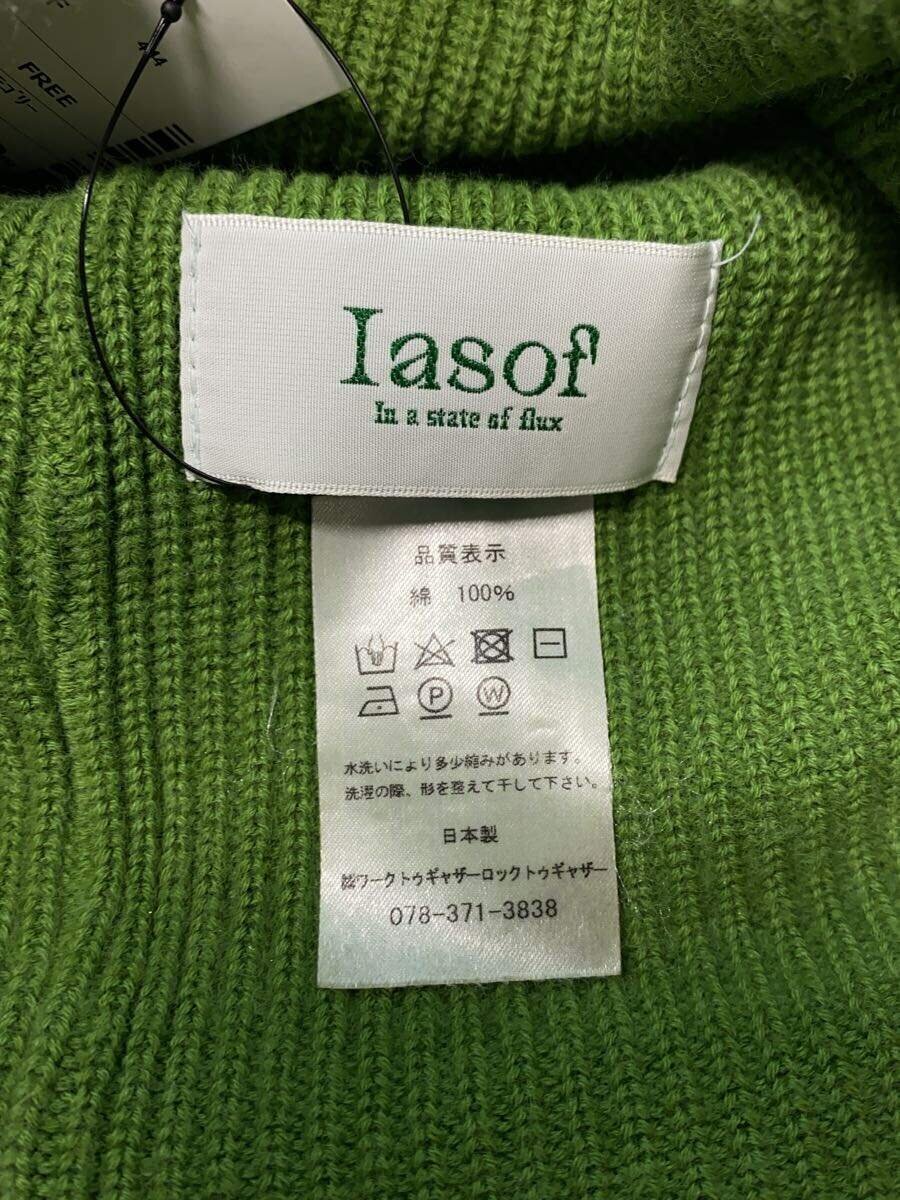 FREE
Iasof
In a state of flux
品質表示
綿 100%
P W
水洗いにより多少縮みがあります。
洗濯の際、形を整えて干して下さい。
日本製
㈱ワークトゥギャザーロックトゥギャザー
078-371-3838